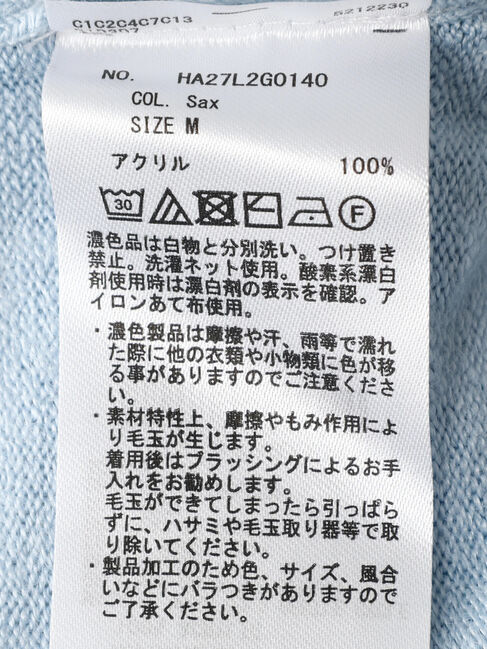 C1C2C4C7C13
5212230
NO. HA27L2G0140
COL. Sax
SIZE M
アクリル 100%
30 F
濃色品は白物と分別洗い。つけ置き
禁止。洗濯ネット使用。酸素系漂白
剤使用時は漂白剤の表示を確認。ア
イロンあて布使用。
・濃色製品は摩擦や汗、雨等で濡れ
た際に他の衣類や小物類に色が移
る事がありますのでご注意くださ
い。
・素材特性上、摩擦やもみ作用によ
り毛玉が生じます。
着用後はブラッシングによるお手
入れをお勧めします。
毛玉ができてしまったら引っぱら
ずに、ハサミや毛玉取り器等で取
り除いてください。
・製品加工のため色、サイズ、風合
いなどにバラつきがありますので
ご了承ください。